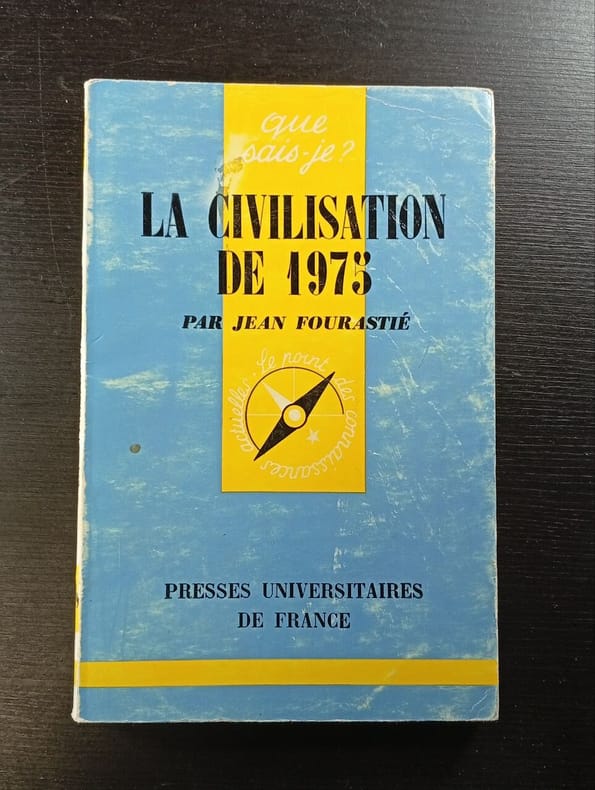 que
sais-je?
LA CIVILISATION
DE 1975
PAR JEAN FOURASTIÉ
Le point des connaissances actuelles.
PRESSES UNIVERSITAIRES
DE FRANCE